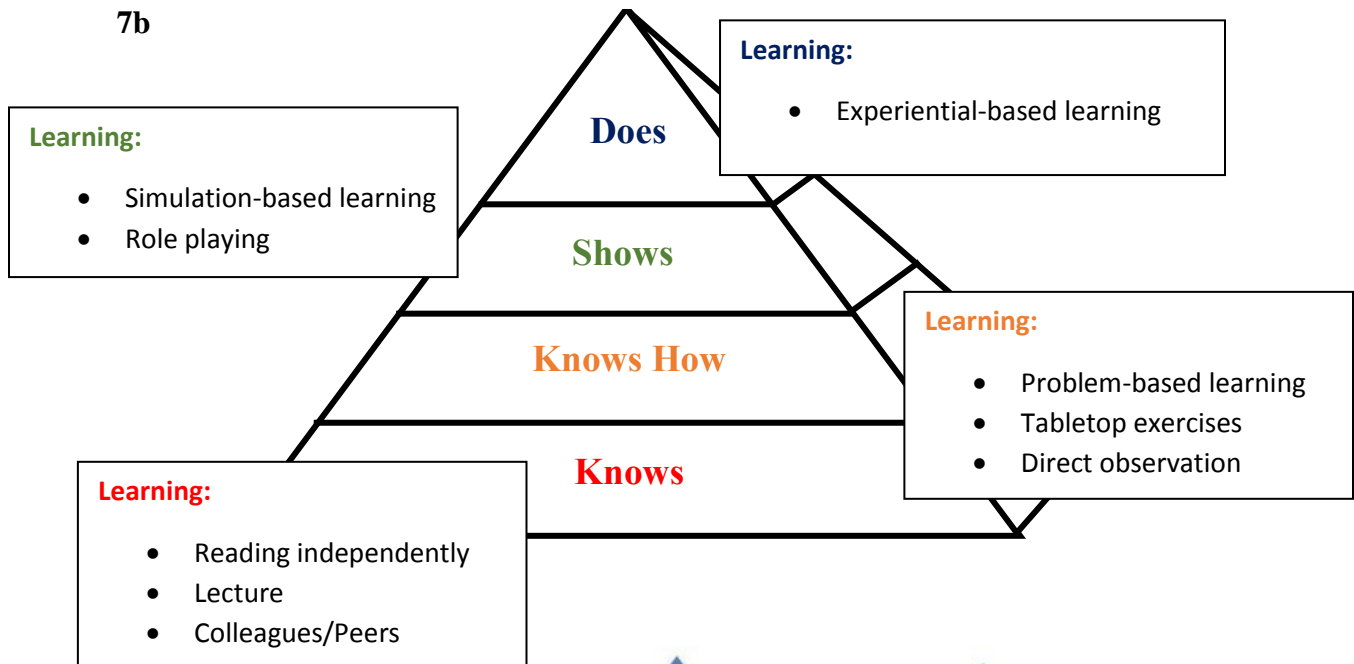 7b
Learning:
• Experiential-based learning
Does
Learning:
• Simulation-based learning
• Role playing
Shows
Learning:
• Problem-based learning
• Tabletop exercises
• Direct observation
Knows How
Knows
Learning:
• Reading independently
• Lecture
• Colleagues/Peers